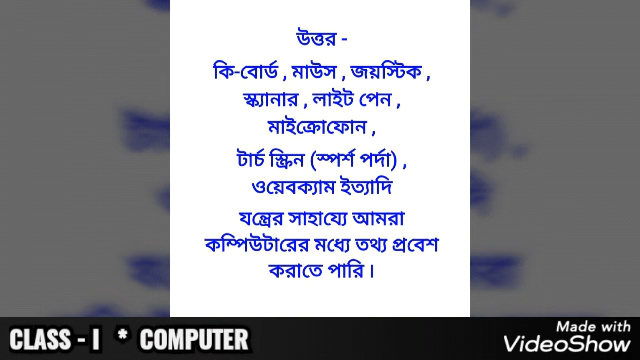 উত্তর -
কি-বোর্ড , মাউস , জয়স্টিক ,
স্ক্যানার , লাইট পেন ,
মাইক্রোফোন ,
টার্চ স্ক্রিন (স্পর্শ পর্দা) ,
ওয়েবক্যাম ইত্যাদি
যন্ত্রের সাহায্যে আমরা
কম্পিউটারের মধ্যে তথ্য প্রবেশ
করাতে পারি ।
CLASS - I * COMPUTER
Made with
VideoShow